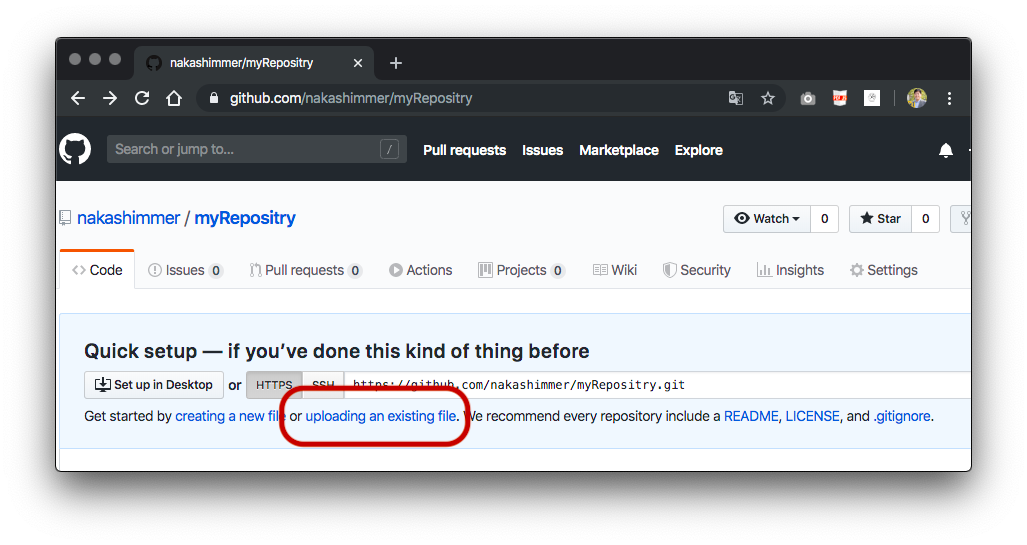 nakashimmer/myRepositry
github.com/nakashimmer/myRepositry
Search or jump to... / Pull requests Issues Marketplace Explore
nakashimmer / myRepositry Watch 0 Star 0
Code Issues 0 Pull requests 0 Actions Projects 0 Wiki Security Insights Settings
Quick setup — if you’ve done this kind of thing before
Set up in Desktop or HTTPS SSH https://github.com/nakashimmer/myRepositry.git
Get started by creating a new file or uploading an existing file. We recommend every repository include a README, LICENSE, and .gitignore.